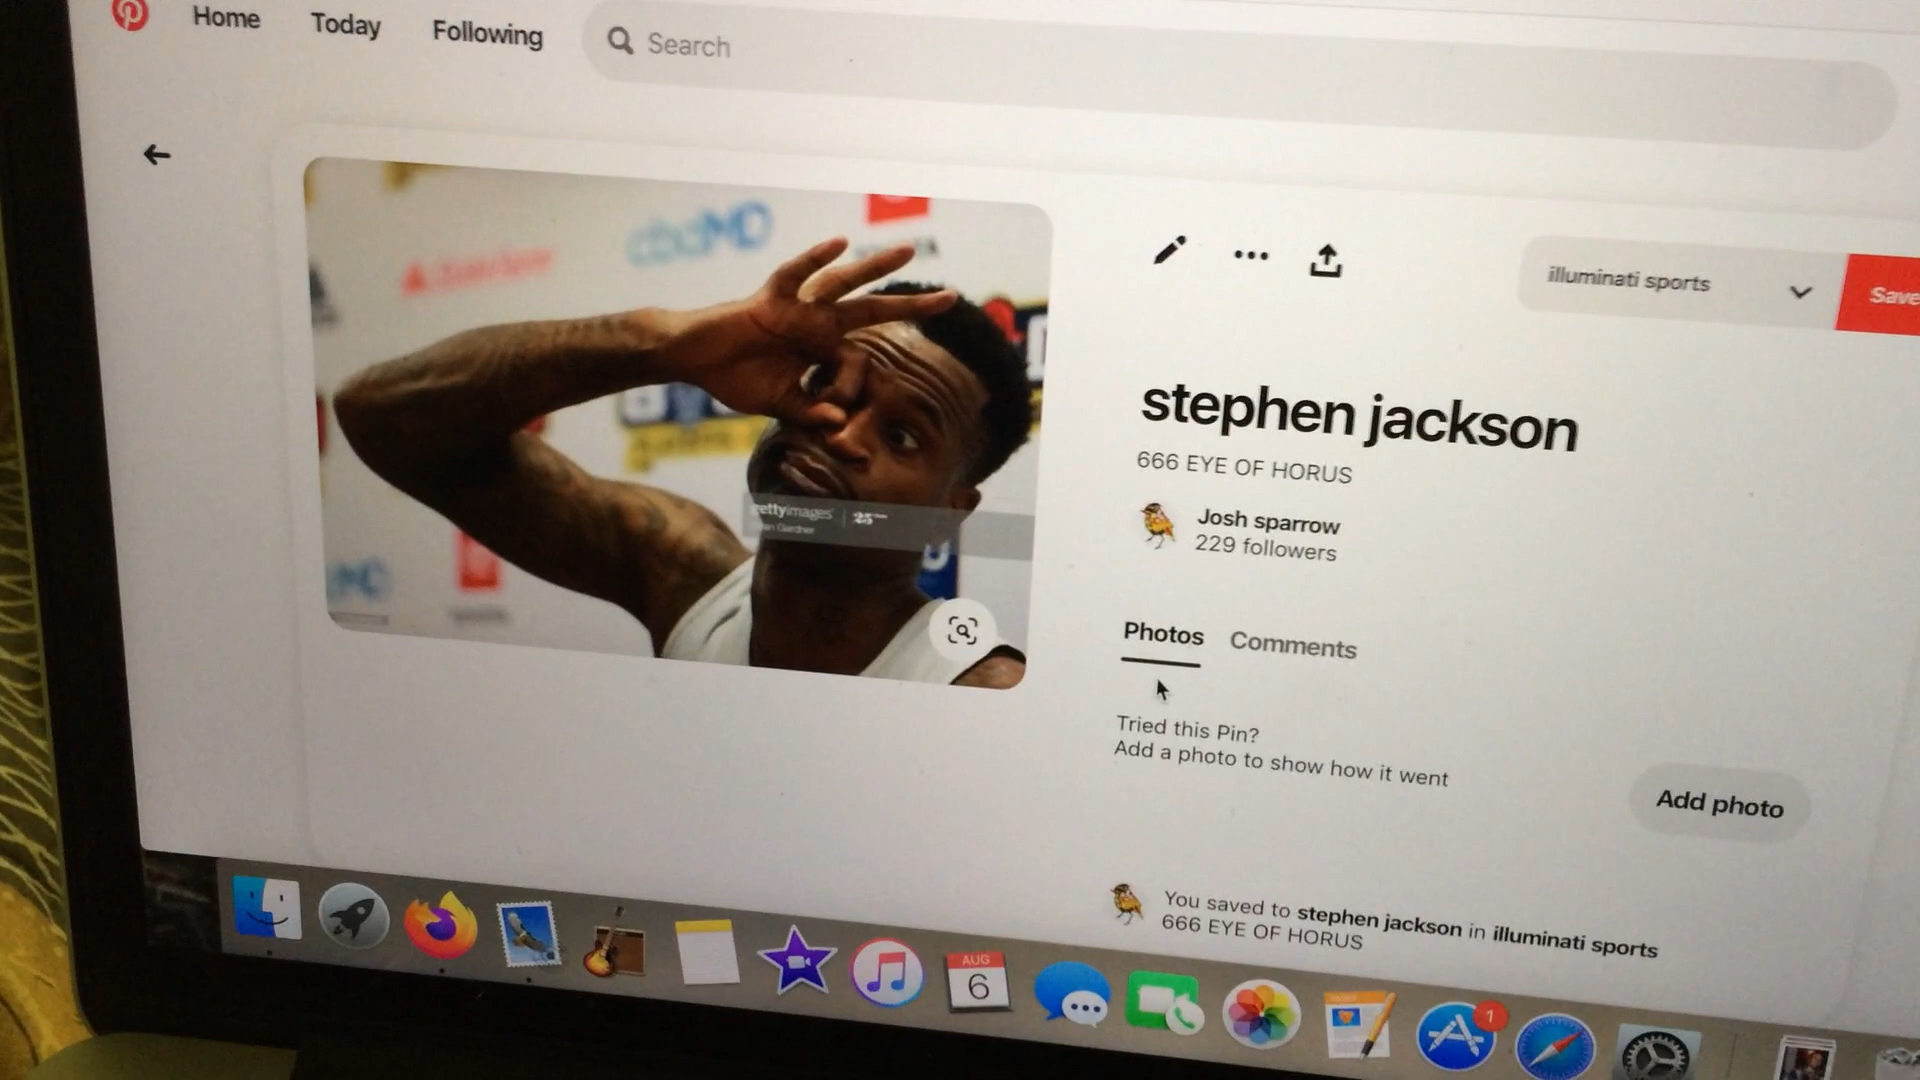 Home
Today
Following
Search
cbdMD
illuminati sports
Save
stephen jackson
666 EYE OF HORUS
Josh sparrow
229 followers
gettyimages
Photos
Comments
Tried this Pin?
Add a photo to show how it went
Add photo
You saved to stephen jackson in illuminati sports
666 EYE OF HORUS
AUG
6
1